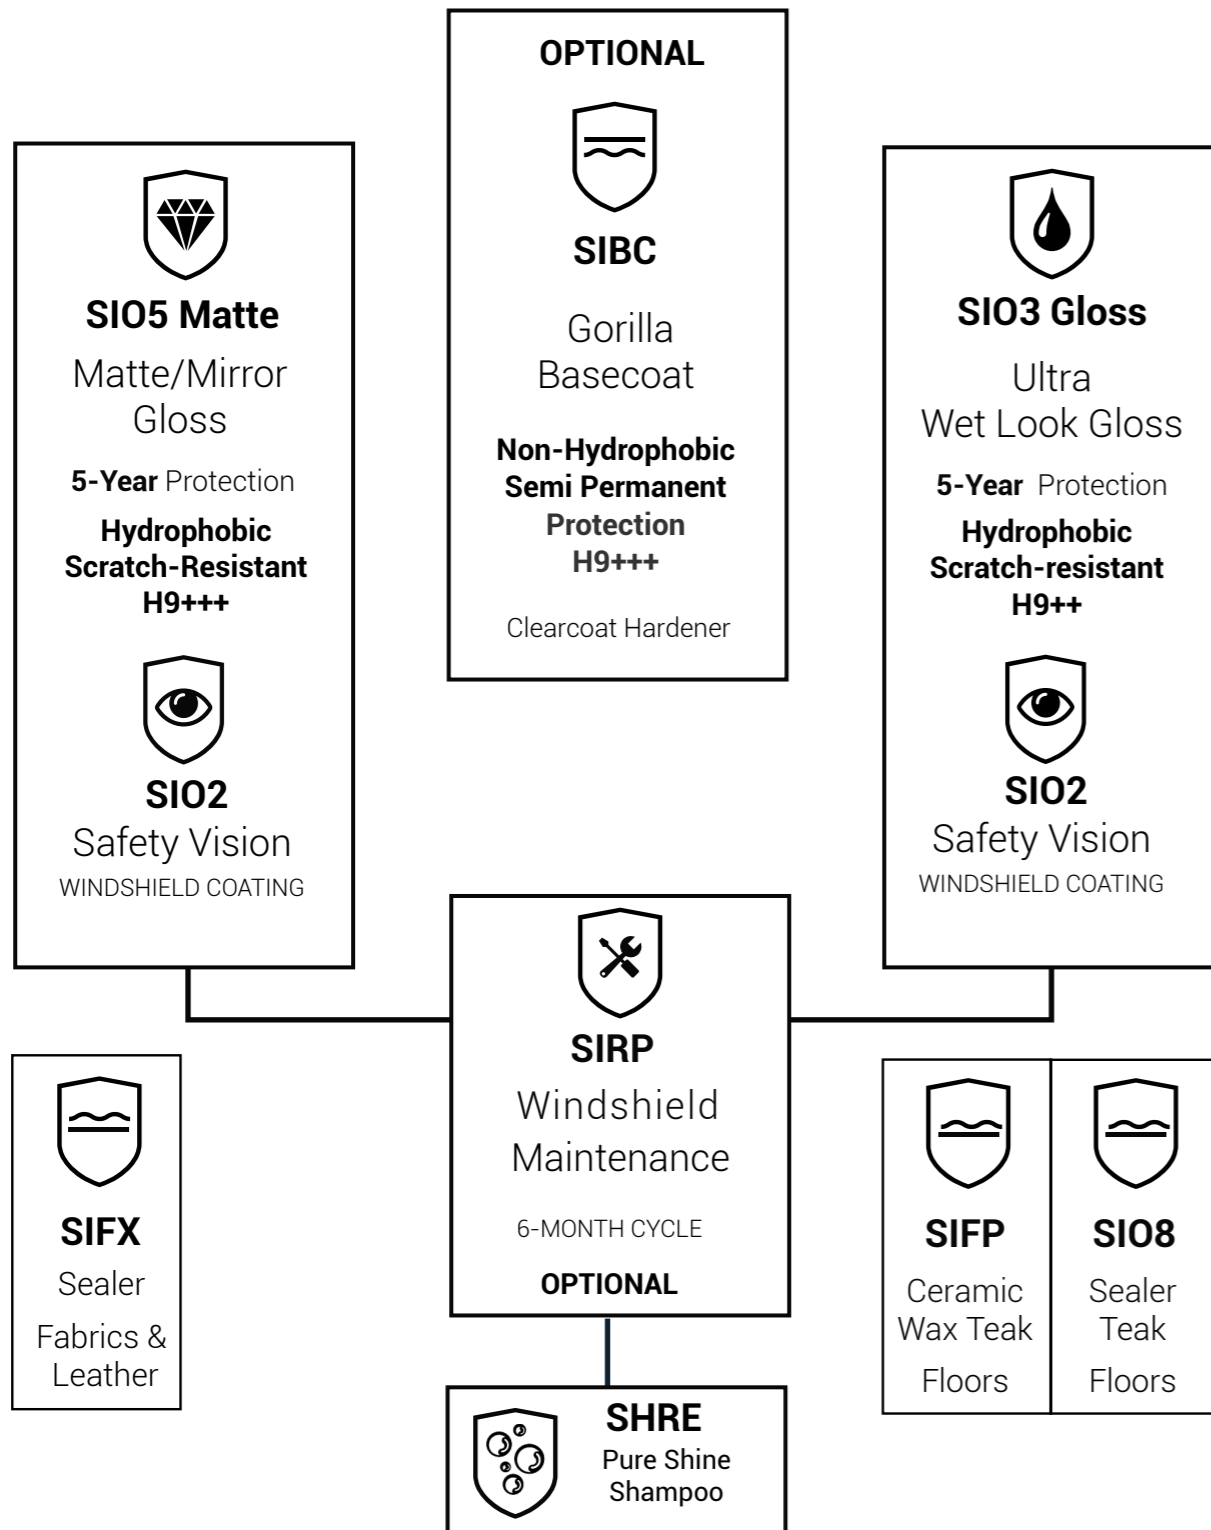 OPTIONAL
SIBC
Gorilla
Basecoat
Non-Hydrophobic
Semi Permanent
Protection
H9+++
Clearcoat Hardener
SIO5 Matte
Matte/Mirror
Gloss
5-Year Protection
Hydrophobic
Scratch-Resistant
H9+++
SIO2
Safety Vision
WINDSHIELD COATING
SIO3 Gloss
Ultra
Wet Look Gloss
5-Year Protection
Hydrophobic
Scratch-resistant
H9++
SIO2
Safety Vision
WINDSHIELD COATING
SIRP
Windshield
Maintenance
6-MONTH CYCLE
OPTIONAL
SIFX
Sealer
Fabrics &
Leather
SIFP
Ceramic
Wax Teak
Floors
SIO8
Sealer
Teak
Floors
SHRE
Pure Shine
Shampoo